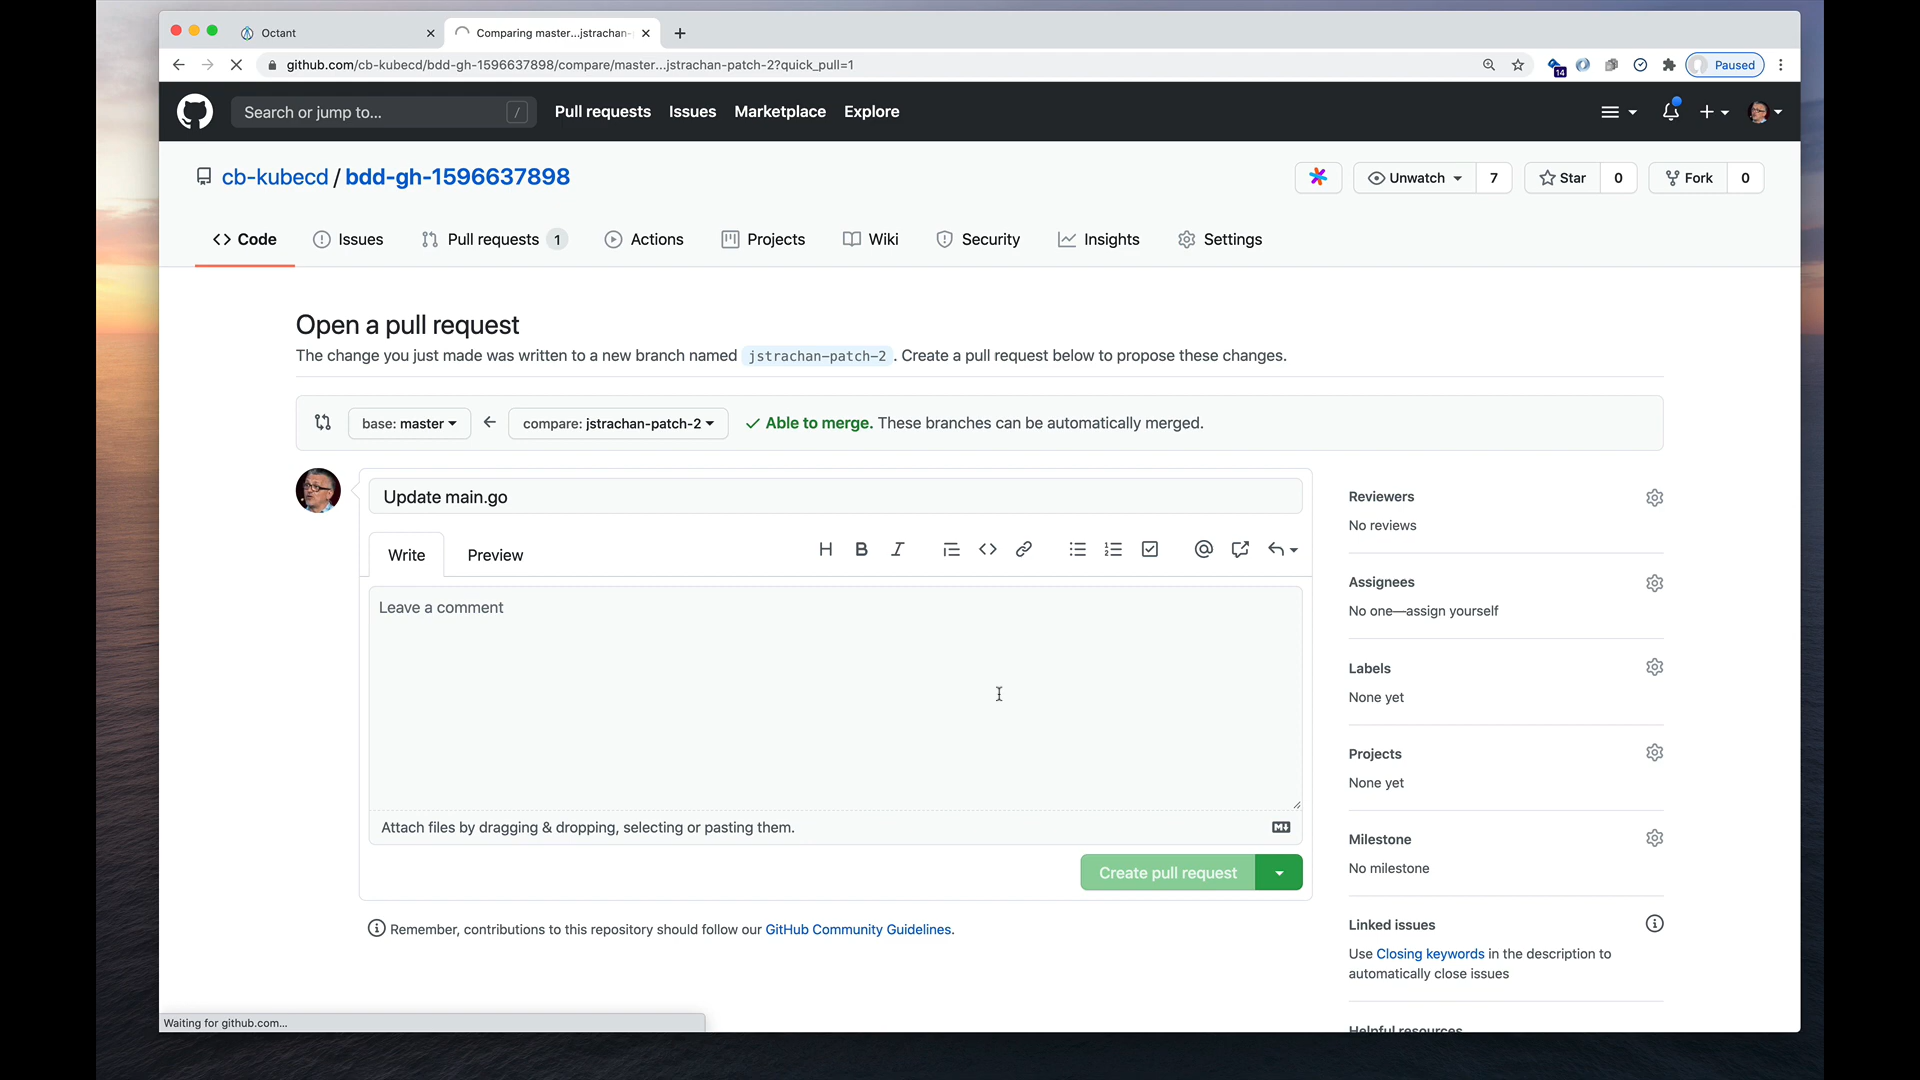 Octant
Comparing master...jstrachan-
github.com/cb-kubecd/bdd-gh-1596637898/compare/master...jstrachan-patch-2?quick_pull=1
14
Paused
Search or jump to...
/
Pull requests
Issues
Marketplace
Explore
cb-kubecd / bdd-gh-1596637898
Unwatch
7
Star
0
Fork
0
Code
Issues
Pull requests 1
Actions
Projects
Wiki
Security
Insights
Settings
Open a pull request
The change you just made was written to a new branch named jstrachan-patch-2 . Create a pull request below to propose these changes.
base: master
compare: jstrachan-patch-2
Able to merge. These branches can be automatically merged.
Update main.go
Write
Preview
H B I
@
Leave a comment
Attach files by dragging & dropping, selecting or pasting them.
Create pull request
Remember, contributions to this repository should follow our GitHub Community Guidelines.
Reviewers
No reviews
Assignees
No one—assign yourself
Labels
None yet
Projects
None yet
Milestone
No milestone
Linked issues
Use Closing keywords in the description to
automatically close issues
Helpful resources
Waiting for github.com...